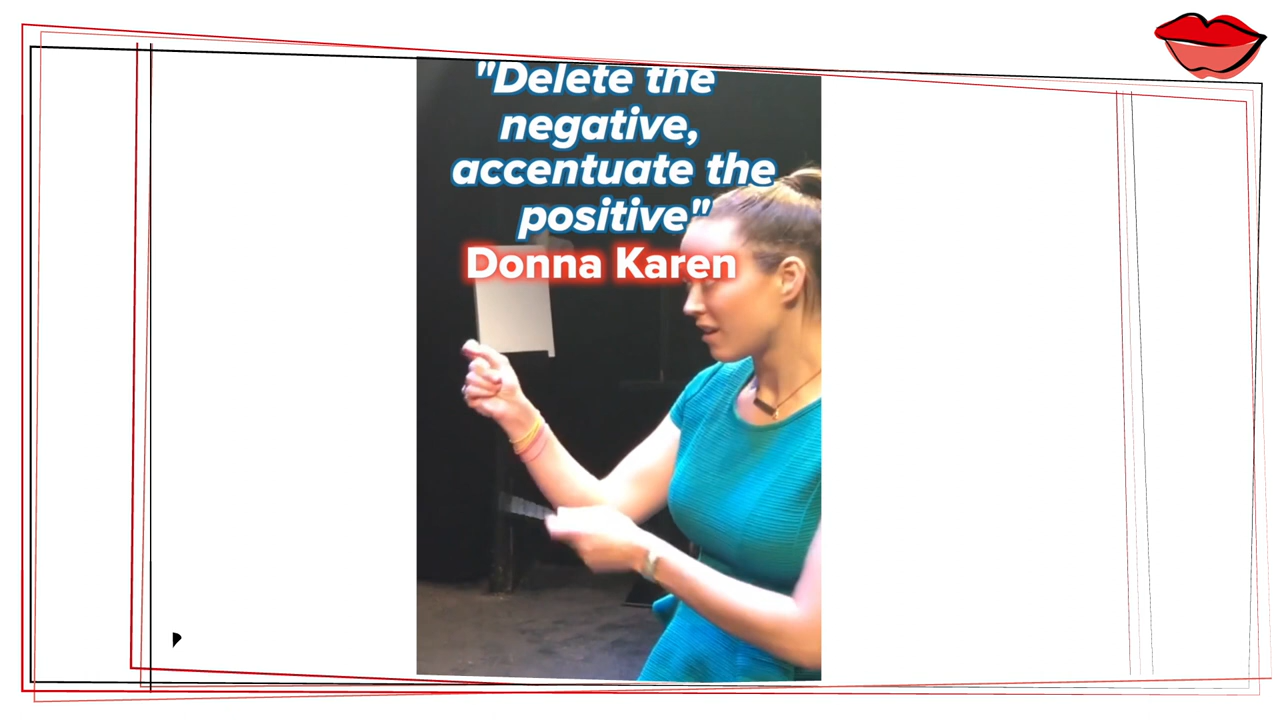 "Delete the
negative,
accentuate the
positive"
Donna Karen